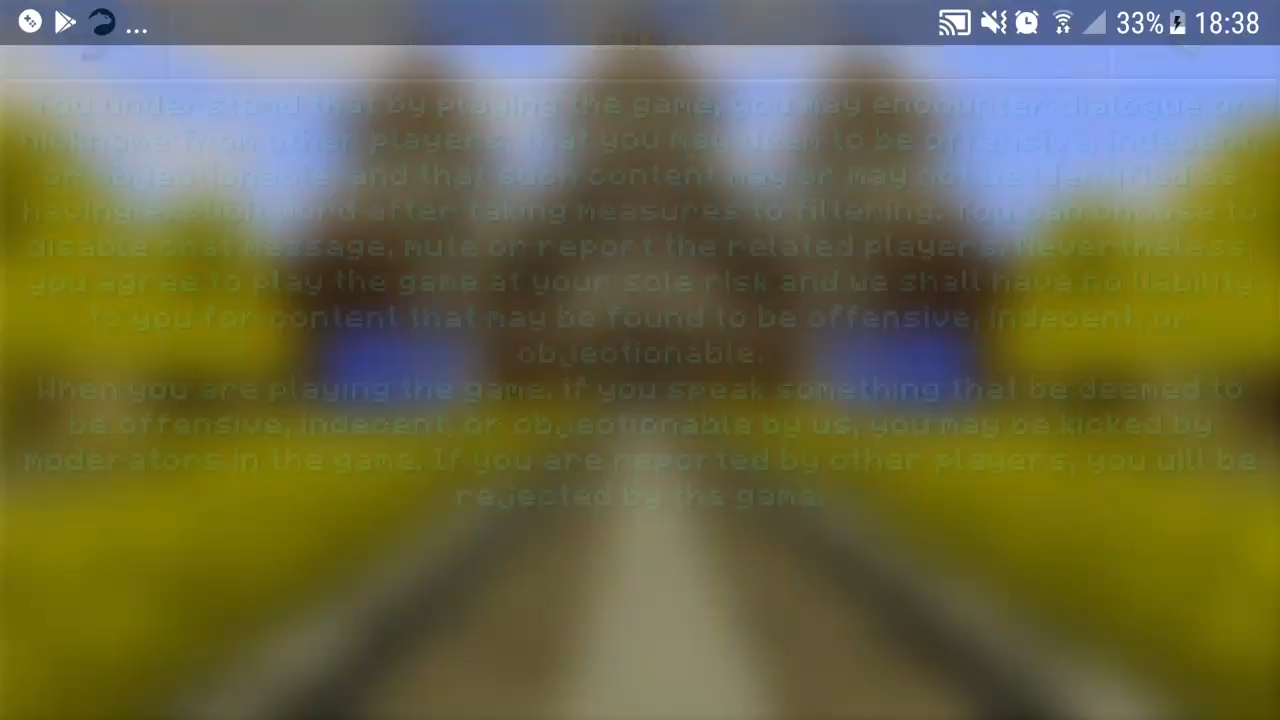 33% 18:38
You understand that by playing the game, you may encounter dialogue or
nickname from other players, that you may deem to be offensive, indecent,
or objectionable, and that such content may or may not be identified as
having explicit word after taking measures to filtering. You can choose to
disable chat message, mute or report the related players. Nevertheless,
you agree to play the game at your sole risk and we shall have no liability
to you for content that may be found to be offensive, indecent, or
objectionable.
When you are playing the game, if you speak something that be deemed to
be offensive, indecent, or objectionable by us, you may be kicked by
moderators in the game. If you are reported by other players, you will be
rejected by the game.